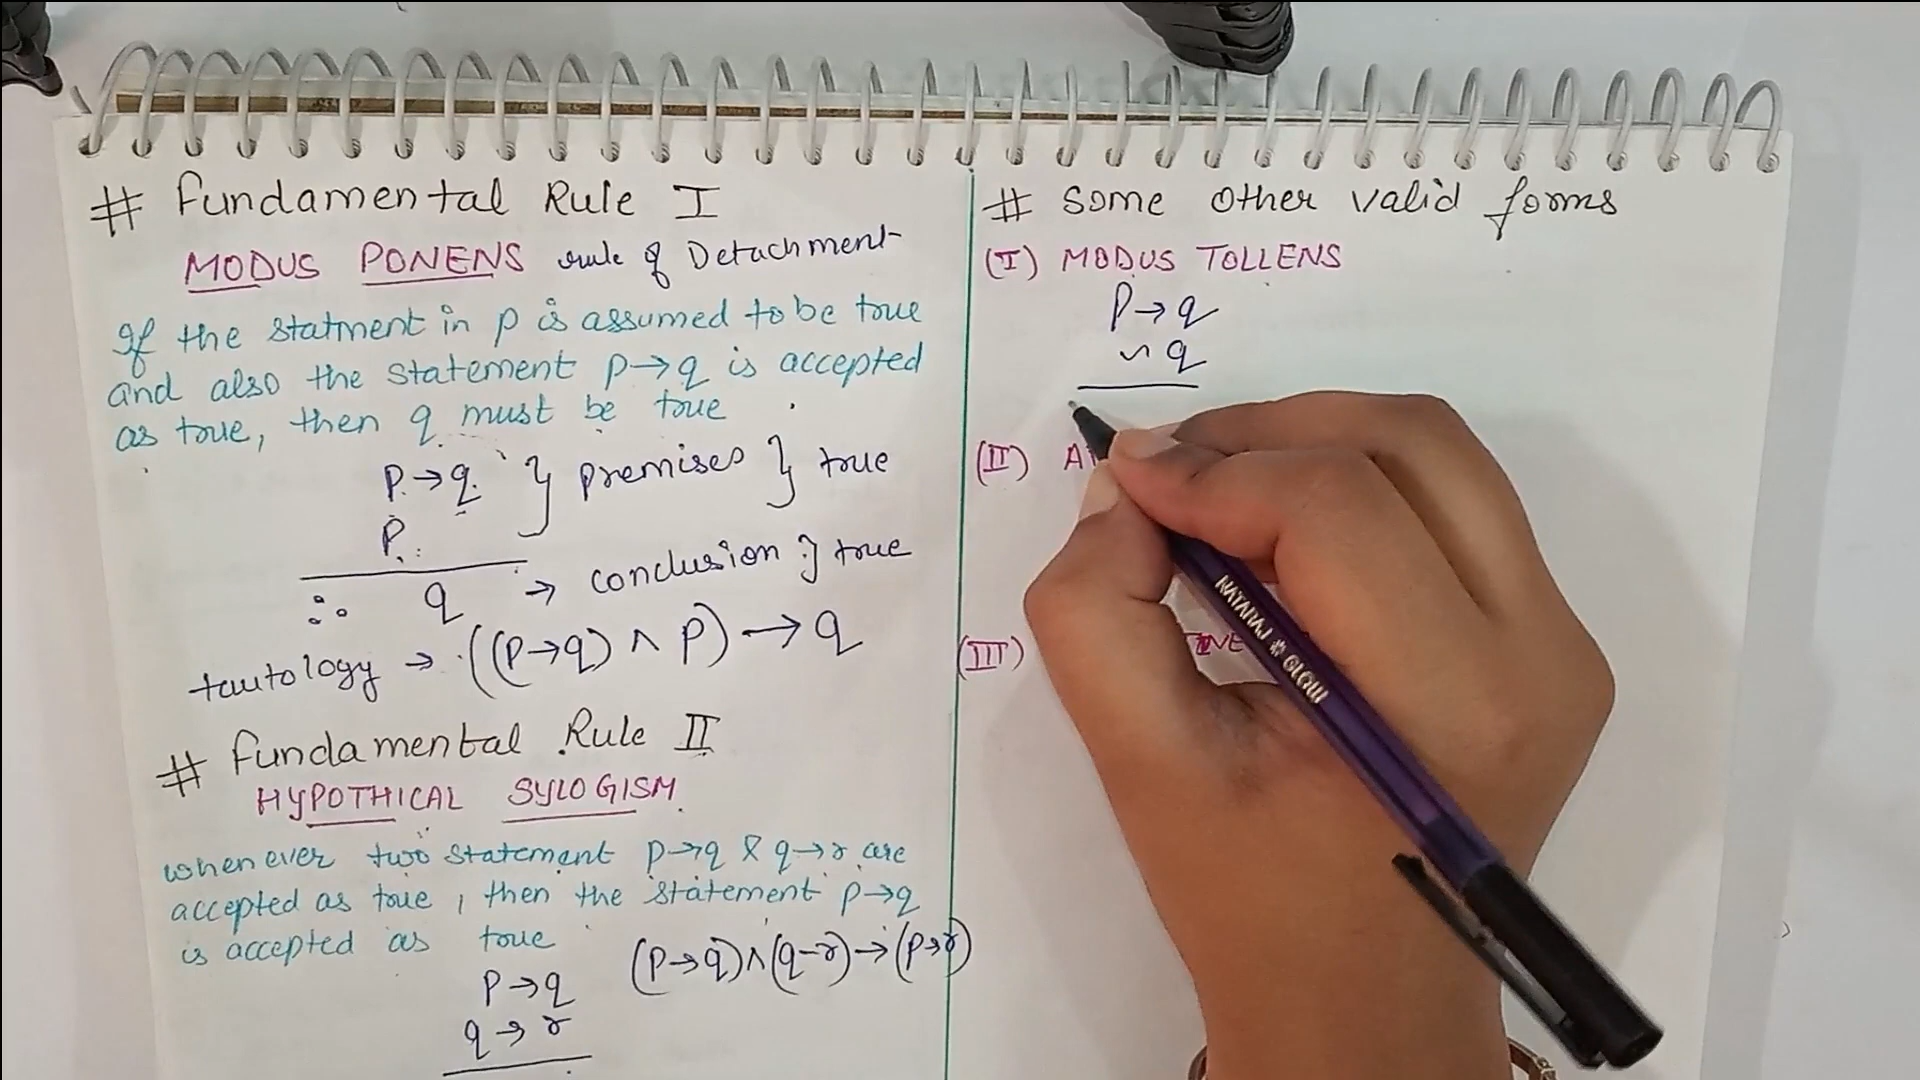 # Fundamental Rule I
MODUS PONENS rule of Detachment
If the statment in p is assumed to be true
and also the statement p→q is accepted
as true, then q must be true
p→q } premises } true
p
∴ q → conclusion } true
tautology → ((p→q) ∧ p) → q
# Fundamental Rule II
HYPOTHICAL SYLOGISM
whenever two statement p→q & q→r are
accepted as true, then the statement p→q
is accepted as true
(p→q)∧(q-r)→(p→r)
p→q
q→r
# Some Other Valid forms
(I) MODUS TOLLENS
p→q
~q
(II)
(III)
NATARAJ * GLQUI